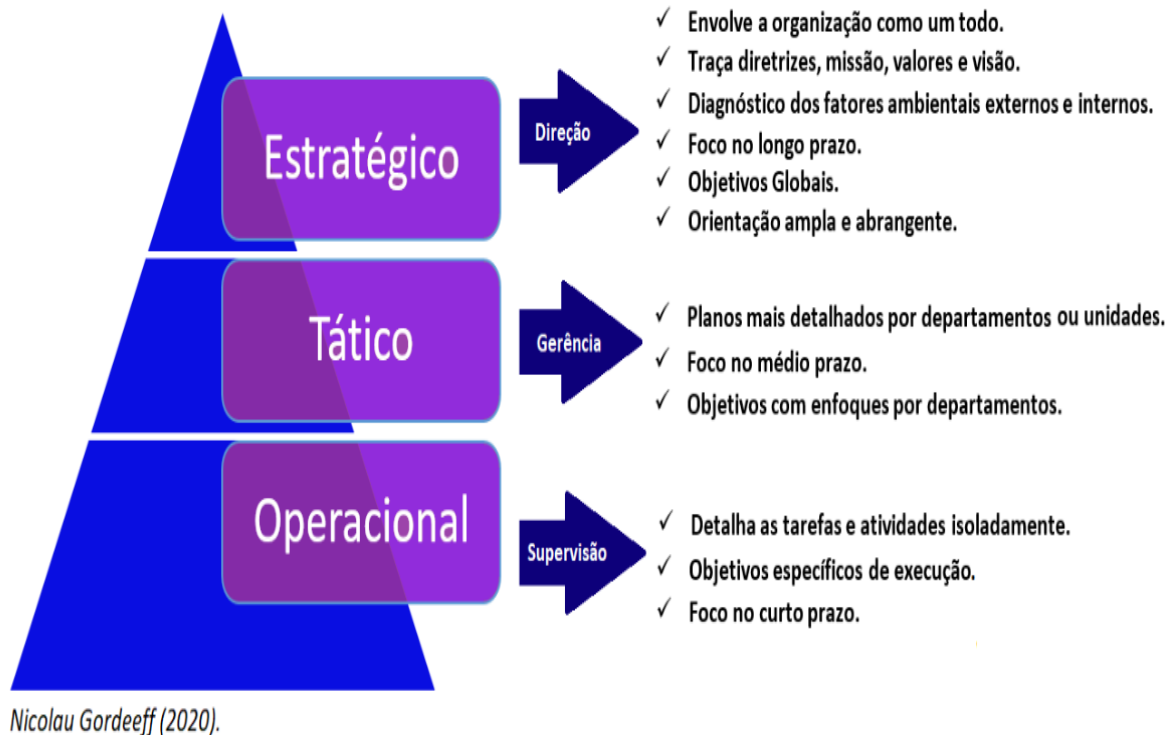 Estratégico
Direção
✓ Envolve a organização como um todo.
✓ Traça diretrizes, missão, valores e visão.
✓ Diagnóstico dos fatores ambientais externos e internos.
✓ Foco no longo prazo.
✓ Objetivos Globais.
✓ Orientação ampla e abrangente.
Tático
Gerência
✓ Planos mais detalhados por departamentos ou unidades.
✓ Foco no médio prazo.
✓ Objetivos com enfoques por departamentos.
Operacional
Supervisão
✓ Detalha as tarefas e atividades isoladamente.
✓ Objetivos específicos de execução.
✓ Foco no curto prazo.
Nicolau Gordeeff (2020).